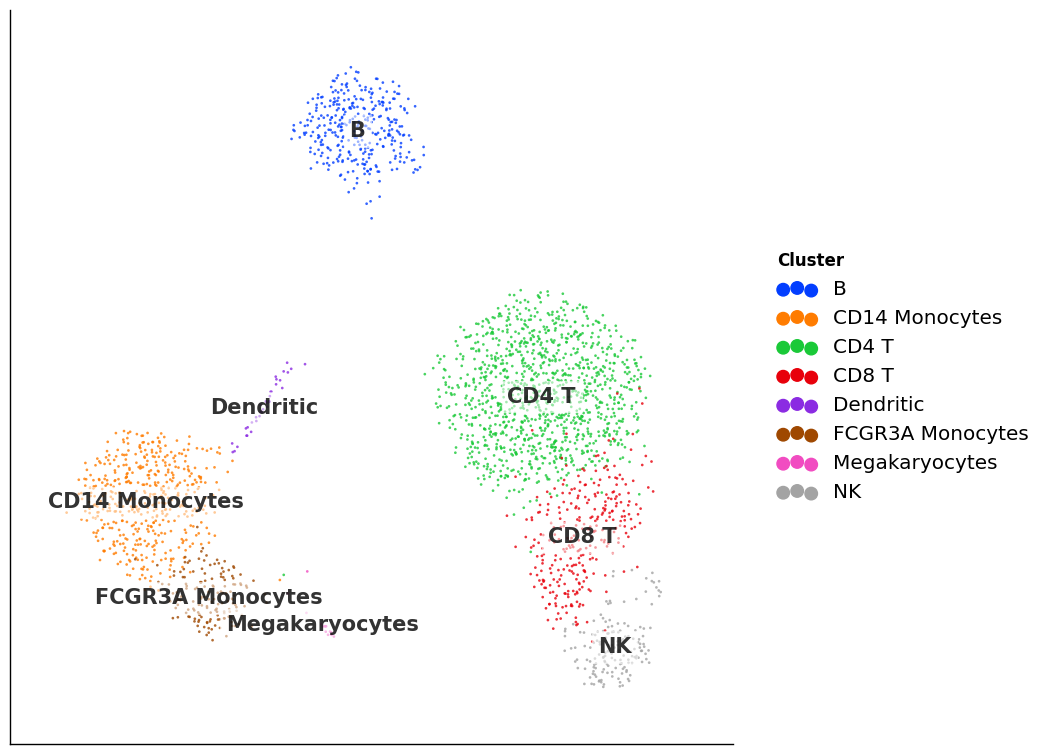 B
CD4 T
Dendritic
CD14 Monocytes
CD8 T
FCGR3A Monocytes
Megakaryocytes
NK
Cluster
B
CD14 Monocytes
CD4 T
CD8 T
Dendritic
FCGR3A Monocytes
Megakaryocytes
NK